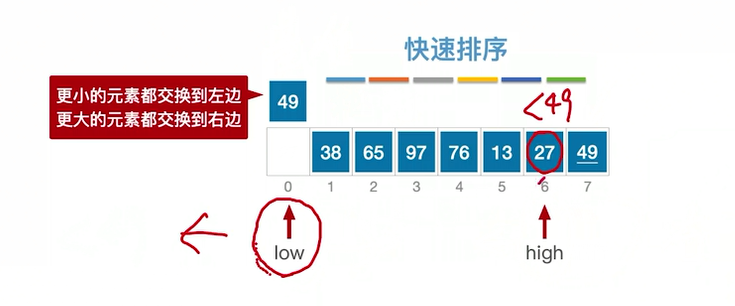 快速排序
更小的元素都交换到左边
更大的元素都交换到右边
49
<49
38 65 97 76 13 27 49
0 1 2 3 4 5 6 7
low high